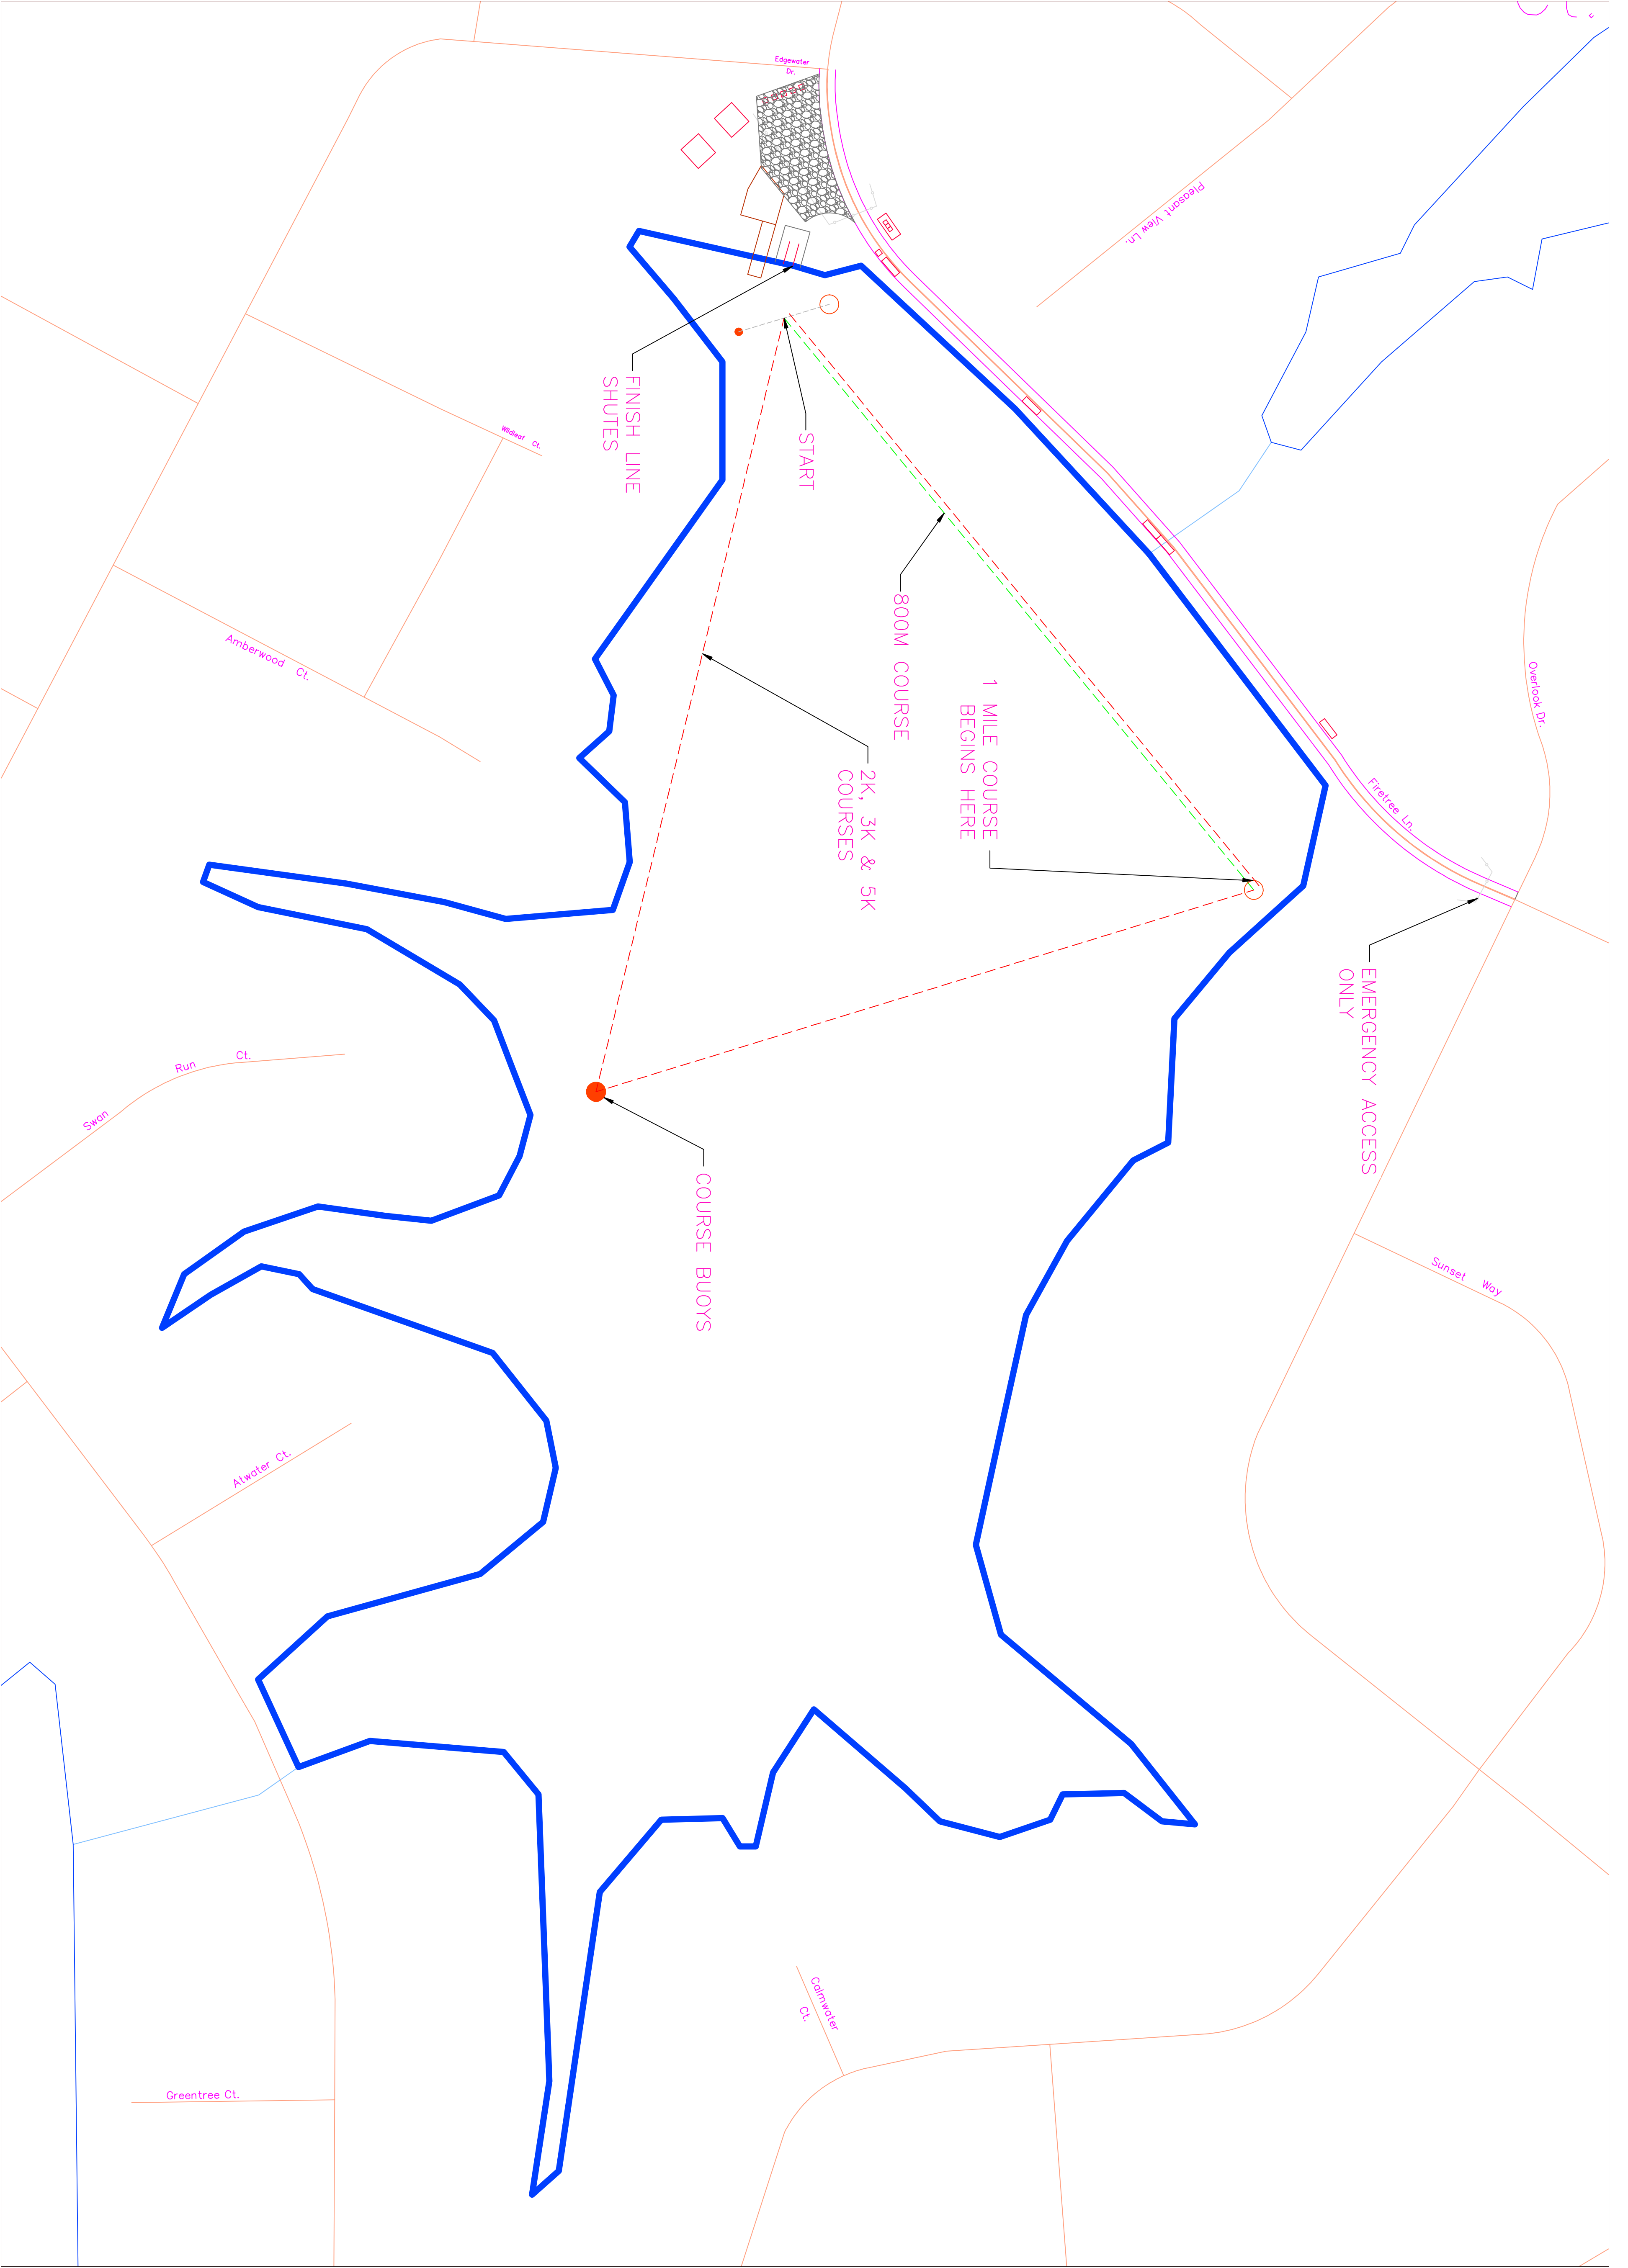 Edgewater
Dr.
Pleasant View Ln.
FINISH LINE
SHUTES
START
Wildleaf Ct.
800M COURSE
1 MILE COURSE
BEGINS HERE
2K, 3K & 5K
COURSES
Amberwood Ct.
Overlook Dr.
Firetree Ln.
EMERGENCY ACCESS
ONLY
Swan Run Ct.
COURSE BUOYS
Sunset Way
Atwater Ct.
Calmwater
Ct.
Greentree Ct.